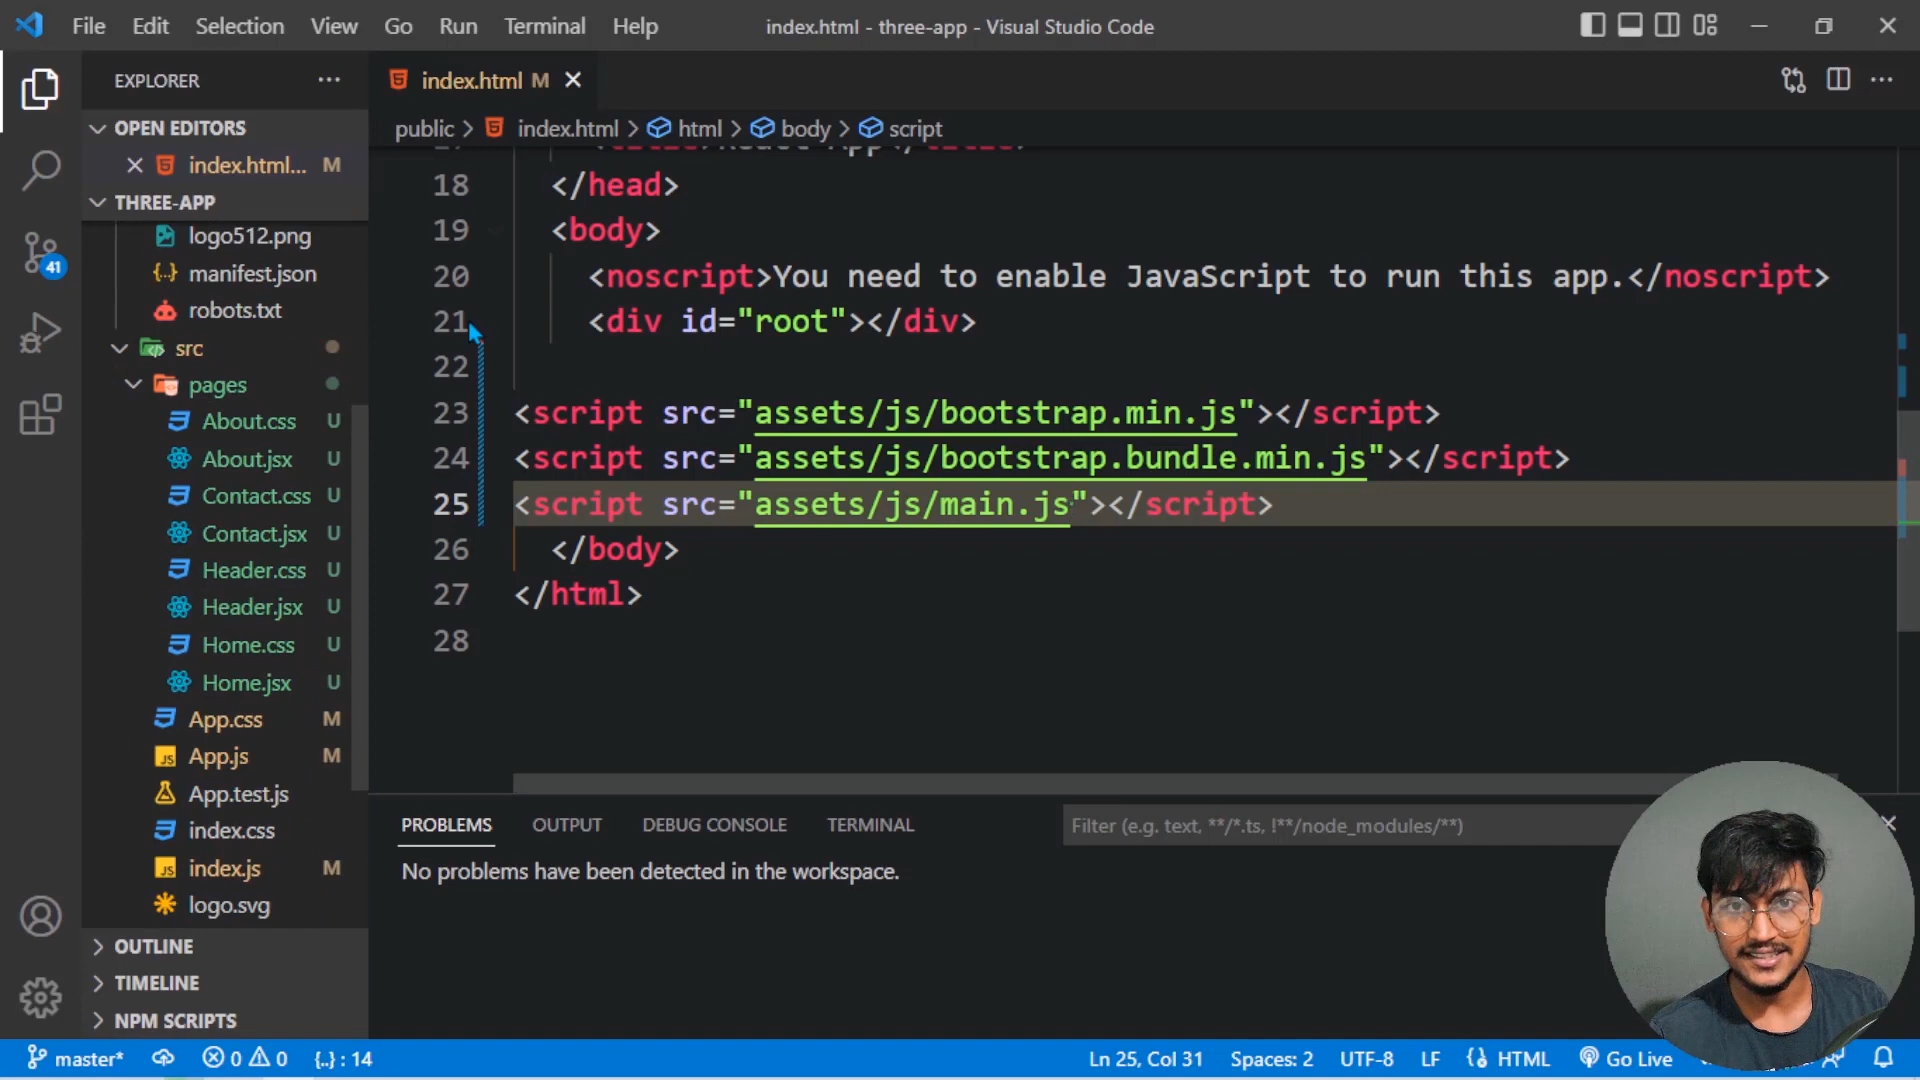 File Edit Selection View Go Run Terminal Help
index.html - three-app - Visual Studio Code
EXPLORER
OPEN EDITORS
index.html... M
THREE-APP
logo512.png
manifest.json
robots.txt
src
pages
About.css U
About.jsx U
Contact.css U
Contact.jsx U
Header.css U
Header.jsx U
Home.css U
Home.jsx U
App.css M
App.js M
App.test.js
index.css
index.js M
logo.svg
OUTLINE
TIMELINE
NPM SCRIPTS
41
index.html M
public > index.html > html > body > script
18 </head>
19 <body>
20 <noscript>You need to enable JavaScript to run this app.</noscript>
21 <div id="root"></div>
22
23 <script src="assets/js/bootstrap.min.js"></script>
24 <script src="assets/js/bootstrap.bundle.min.js"></script>
25 <script src="assets/js/main.js"></script>
26 </body>
27 </html>
28
PROBLEMS OUTPUT DEBUG CONSOLE TERMINAL
Filter (e.g. text, **/*.ts, !**/node_modules/**)
No problems have been detected in the workspace.
master* 0 0 {..} : 14
Ln 25, Col 31 Spaces: 2 UTF-8 LF HTML Go Live